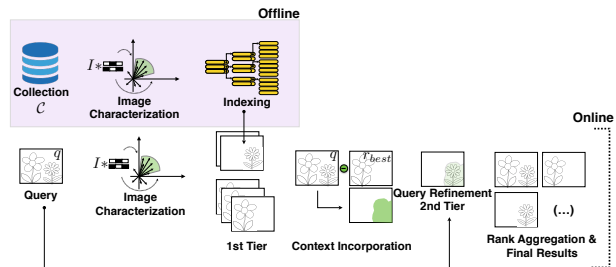 Offline
I*
Collection
C
Image
Characterization
Indexing
Online
q
I*
q
r_best
Query
Image
Characterization
Query Refinement
2nd Tier
(...)
1st Tier
Context Incorporation
Rank Aggregation &
Final Results